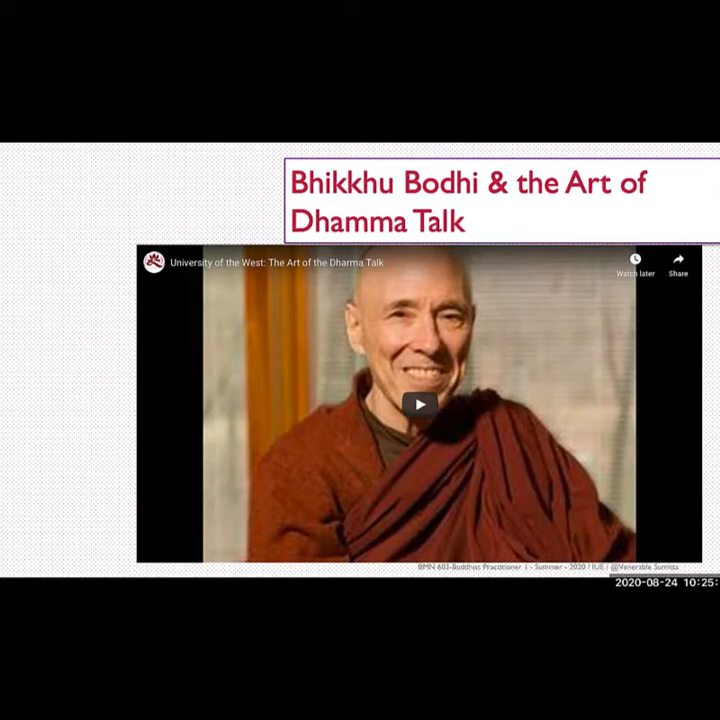 Bhikkhu Bodhi & the Art of
Dhamma Talk
University of the West: The Art of the Dharma Talk
Watch later
Share
BMN 603-Buddhist Practitioner 1 - Summer - 2020 / IUE / @Venerable Sumitta
2020-08-24 10:25: